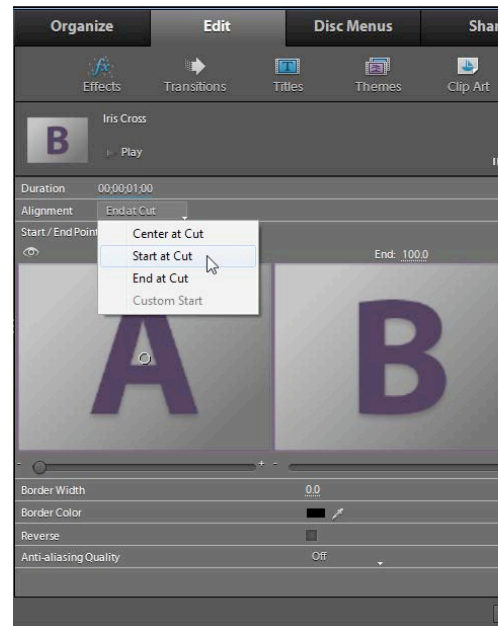 Organize Edit Disc Menus Shar
fx
Effects Transitions Titles Themes Clip Art
T
B
Iris Cross
Play
Duration 00;00;01;00
Alignment End at Cut
Start / End Point
Center at Cut
Start at Cut
End at Cut
Custom Start
End: 100.0
A B
- + -
Border Width 0.0
Border Color
Reverse
Anti-aliasing Quality Off